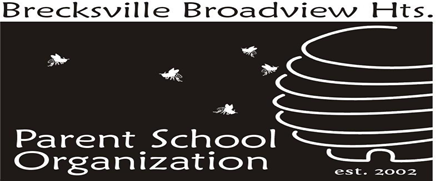 Brecksville Broadview Hts.
Parent School
Organization
est. 2002